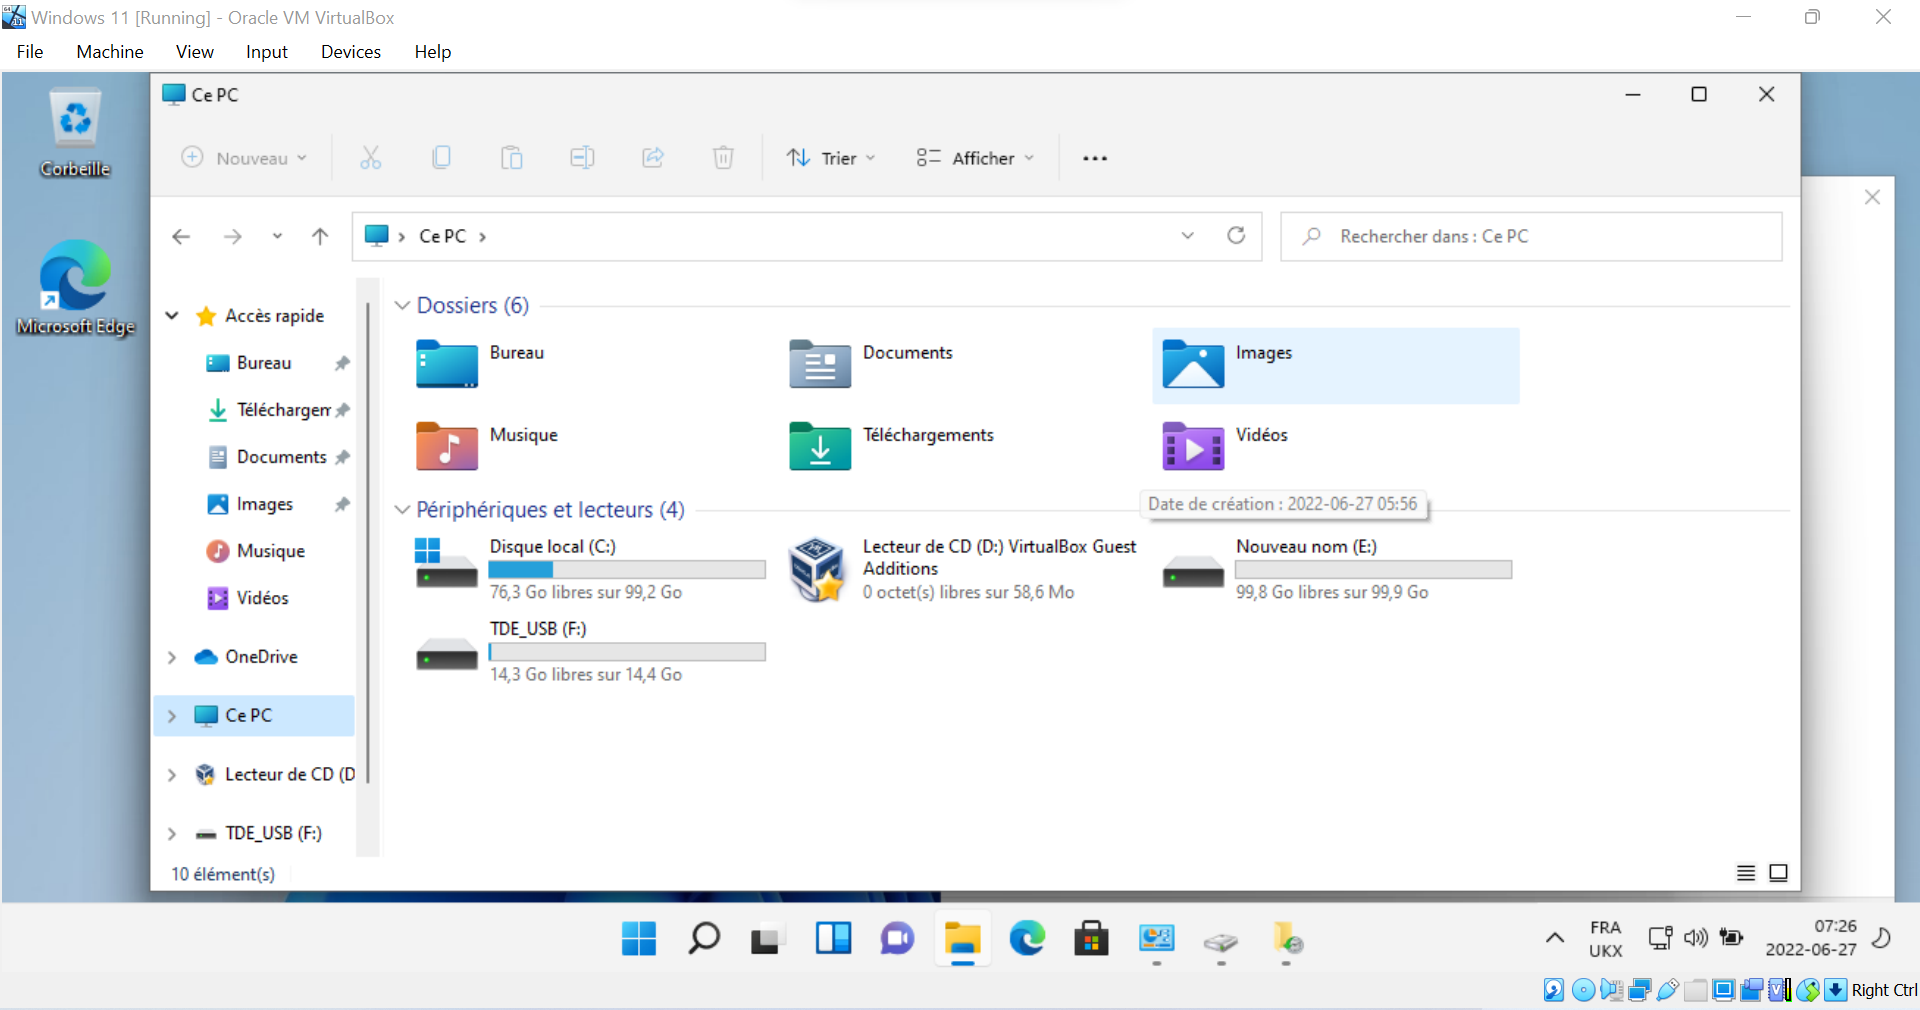 Windows 11 [Running] - Oracle VM VirtualBox
File Machine View Input Devices Help
Corbeille
Microsoft Edge
Ce PC
Nouveau
Trier
Afficher
Ce PC
Rechercher dans : Ce PC
Accès rapide
Bureau
Téléchargem
Documents
Images
Musique
Vidéos
OneDrive
Ce PC
Lecteur de CD (D
TDE_USB (F:)
Dossiers (6)
Bureau
Documents
Images
Musique
Téléchargements
Vidéos
Date de création : 2022-06-27 05:56
Périphériques et lecteurs (4)
Disque local (C:)
76,3 Go libres sur 99,2 Go
Lecteur de CD (D:) VirtualBox Guest
Additions
0 octet(s) libres sur 58,6 Mo
Nouveau nom (E:)
99,8 Go libres sur 99,9 Go
TDE_USB (F:)
14,3 Go libres sur 14,4 Go
10 élément(s)
FRA
UKX
07:26
2022-06-27
Right Ctrl